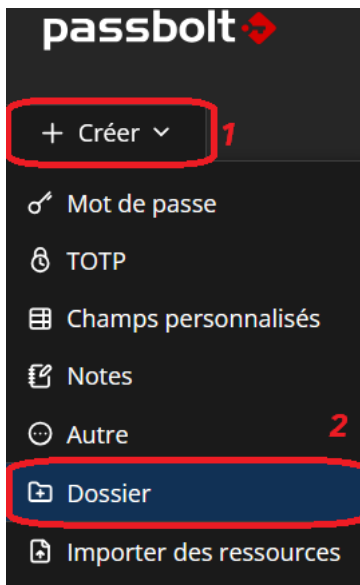 passbolt
+ Créer 1
Mot de passe
TOTP
Champs personnalisés
Notes
Autre 2
Dossier
Importer des ressources